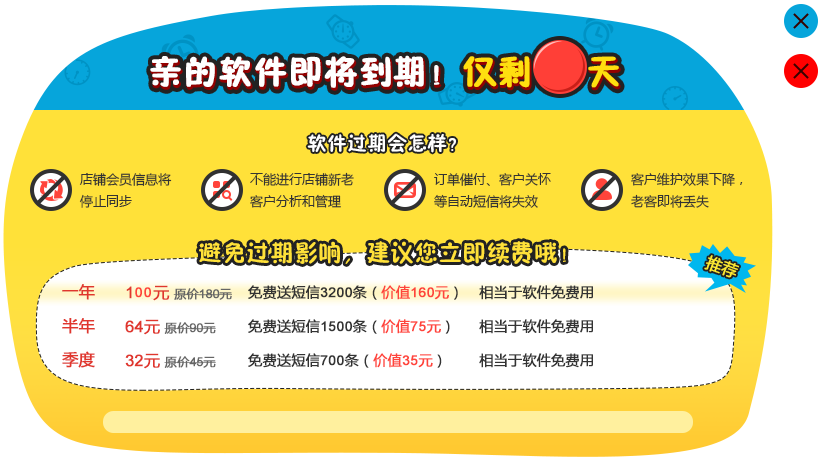 亲的软件即将到期！仅剩 天
软件过期会怎样?
店铺会员信息将
停止同步
不能进行店铺新老
客户分析和管理
订单催付、客户关怀
等自动短信将失效
客户维护效果下降，
老客即将丢失
避免过期影响，建议您立即续费哦！
推荐
一年 100元 原价180元 免费送短信3200条（价值160元） 相当于软件免费用
半年 64元 原价90元 免费送短信1500条（价值75元） 相当于软件免费用
季度 32元 原价45元 免费送短信700条（价值35元） 相当于软件免费用